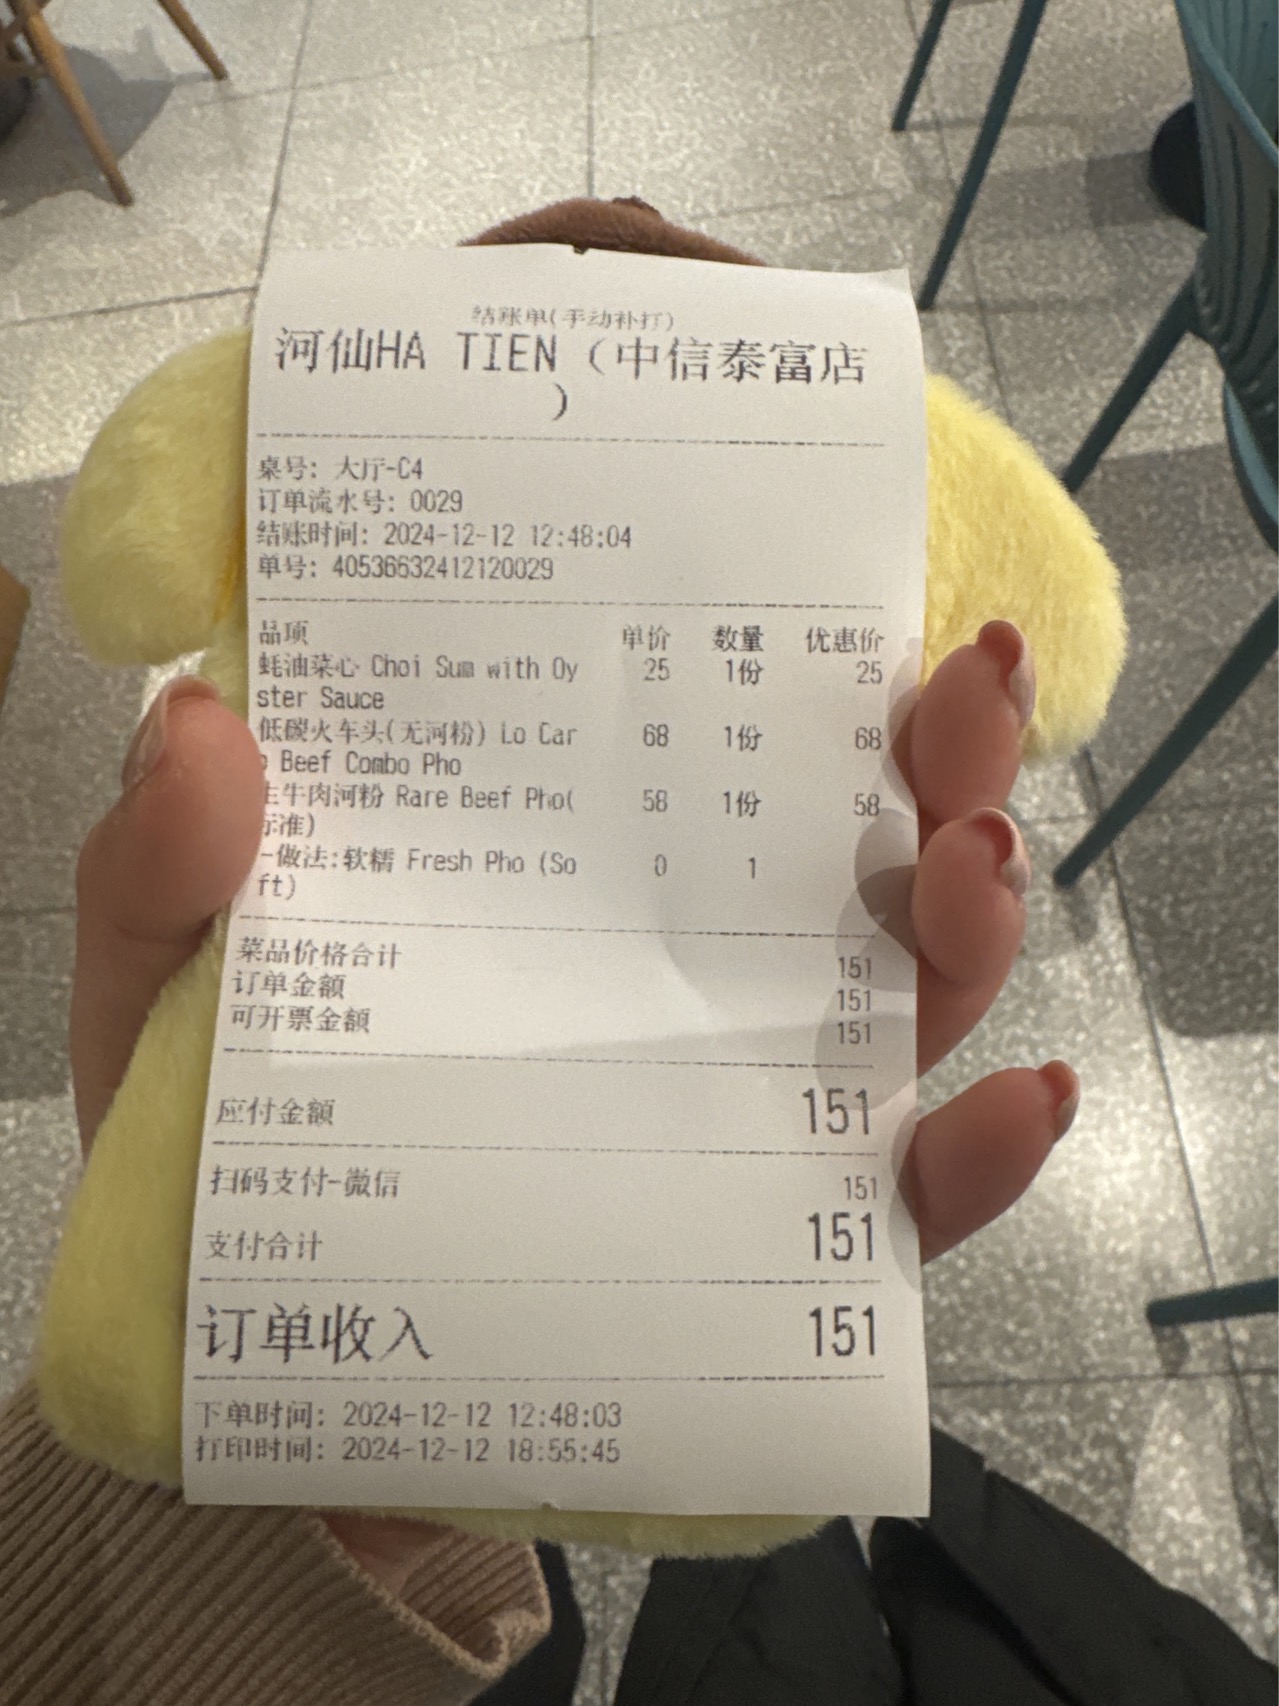 结账单(手动补打)
河仙HA TIEN（中信泰富店
）
桌号: 大厅-C4
订单流水号: 0029
结账时间: 2024-12-12 12:48:04
单号: 40536632412120029
品项 单价 数量 优惠价
蚝油菜心 Choi Sum with Oy 25 1份 25
ster Sauce
低碳火车头(无河粉) Lo Car 68 1份 68
b Beef Combo Pho
生牛肉河粉 Rare Beef Pho( 58 1份 58
标准)
-做法:软糯 Fresh Pho (So 0 1
ft)
菜品价格合计 151
订单金额 151
可开票金额 151
应付金额 151
扫码支付-微信 151
支付合计 151
订单收入 151
下单时间: 2024-12-12 12:48:03
打印时间: 2024-12-12 18:55:45